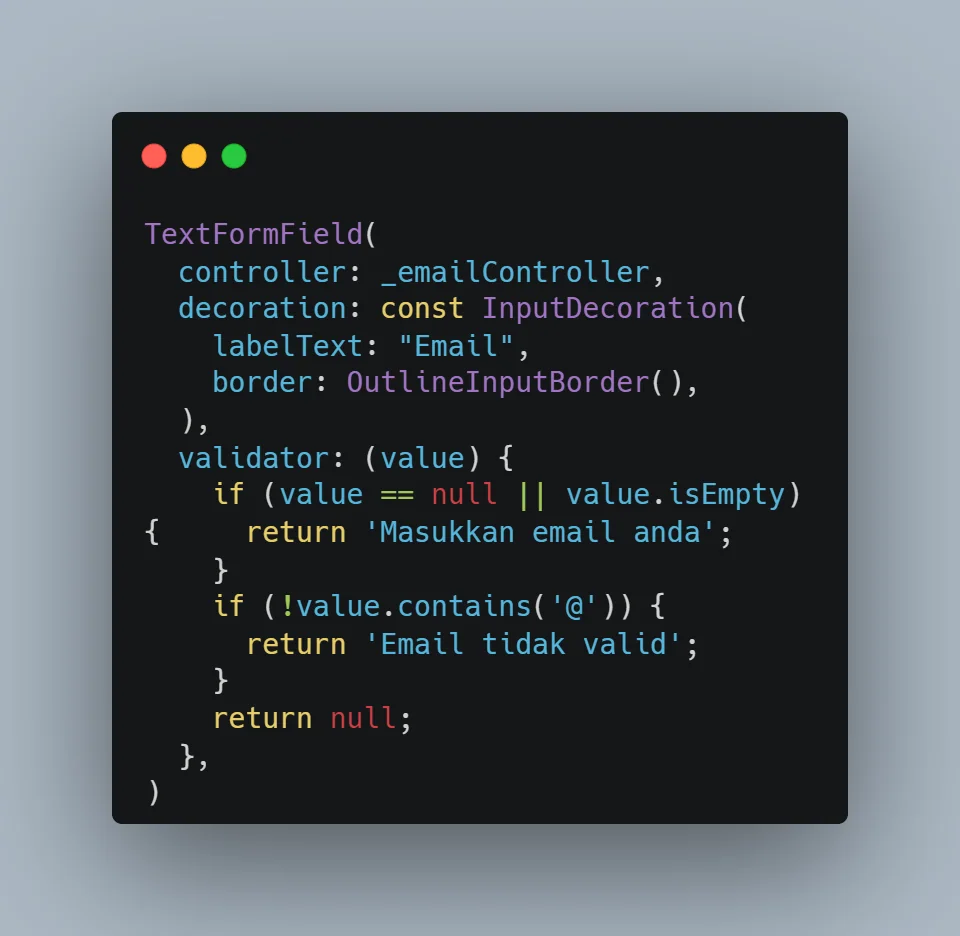 TextFormField(
  controller: _emailController,
  decoration: const InputDecoration(
    labelText: "Email",
    border: OutlineInputBorder(),
  ),
  validator: (value) {
    if (value == null || value.isEmpty)
{     return 'Masukkan email anda';
    }
    if (!value.contains('@')) {
      return 'Email tidak valid';
    }
    return null;
  },
)